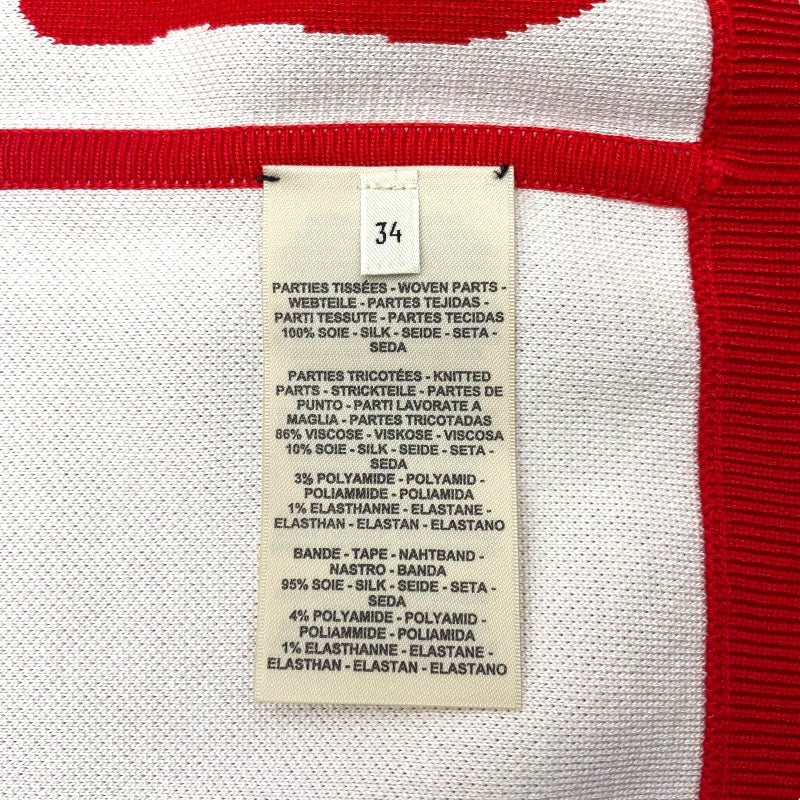 34
PARTIES TISSÉES - WOVEN PARTS -
WEBTEILE - PARTES TEJIDAS -
PARTI TESSUTE - PARTES TECIDAS
100% SOIE - SILK - SEIDE - SETA -
SEDA
PARTIES TRICOTÉES - KNITTED
PARTS - STRICKTEILE - PARTES DE
PUNTO - PARTI LAVORATE A
MAGLIA - PARTES TRICOTADAS
86% VISCOSE - VISKOSE - VISCOSA
10% SOIE - SILK - SEIDE - SETA -
SEDA
3% POLYAMIDE - POLYAMID -
POLIAMMIDE - POLIAMIDA
1% ELASTHANNE - ELASTANE -
ELASTHAN - ELASTAN - ELASTANO
BANDE - TAPE - NAHTBAND -
NASTRO - BANDA
95% SOIE - SILK - SEIDE - SETA -
SEDA
4% POLYAMIDE - POLYAMID -
POLIAMMIDE - POLIAMIDA
1% ELASTHANNE - ELASTANE -
ELASTHAN - ELASTAN - ELASTANO